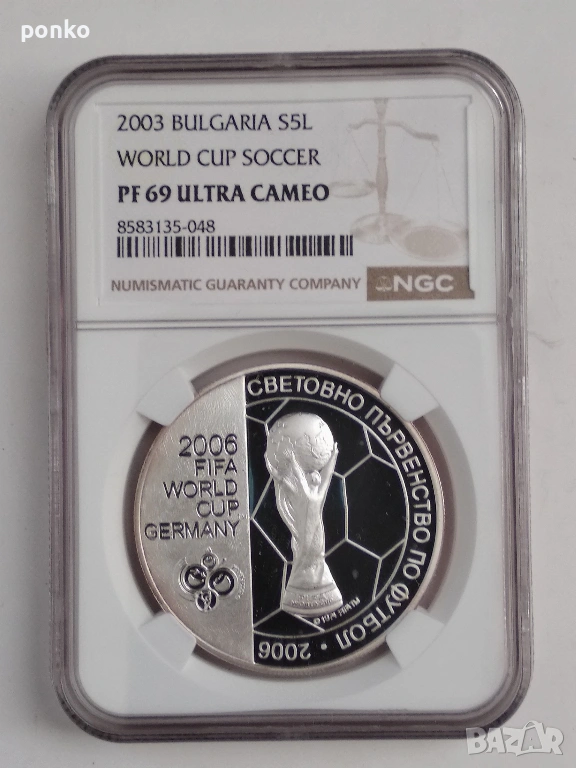 ponko
2003 BULGARIA S5L
WORLD CUP SOCCER
PF 69 ULTRA CAMEO
8583135-048
NUMISMATIC GUARANTY COMPANY
NGC
2006
FIFA
WORLD
CUP
GERMANY
СВЕТОВНО ПЪРВЕНСТВО ПО ФУТБОЛ · 2006
BAZAR